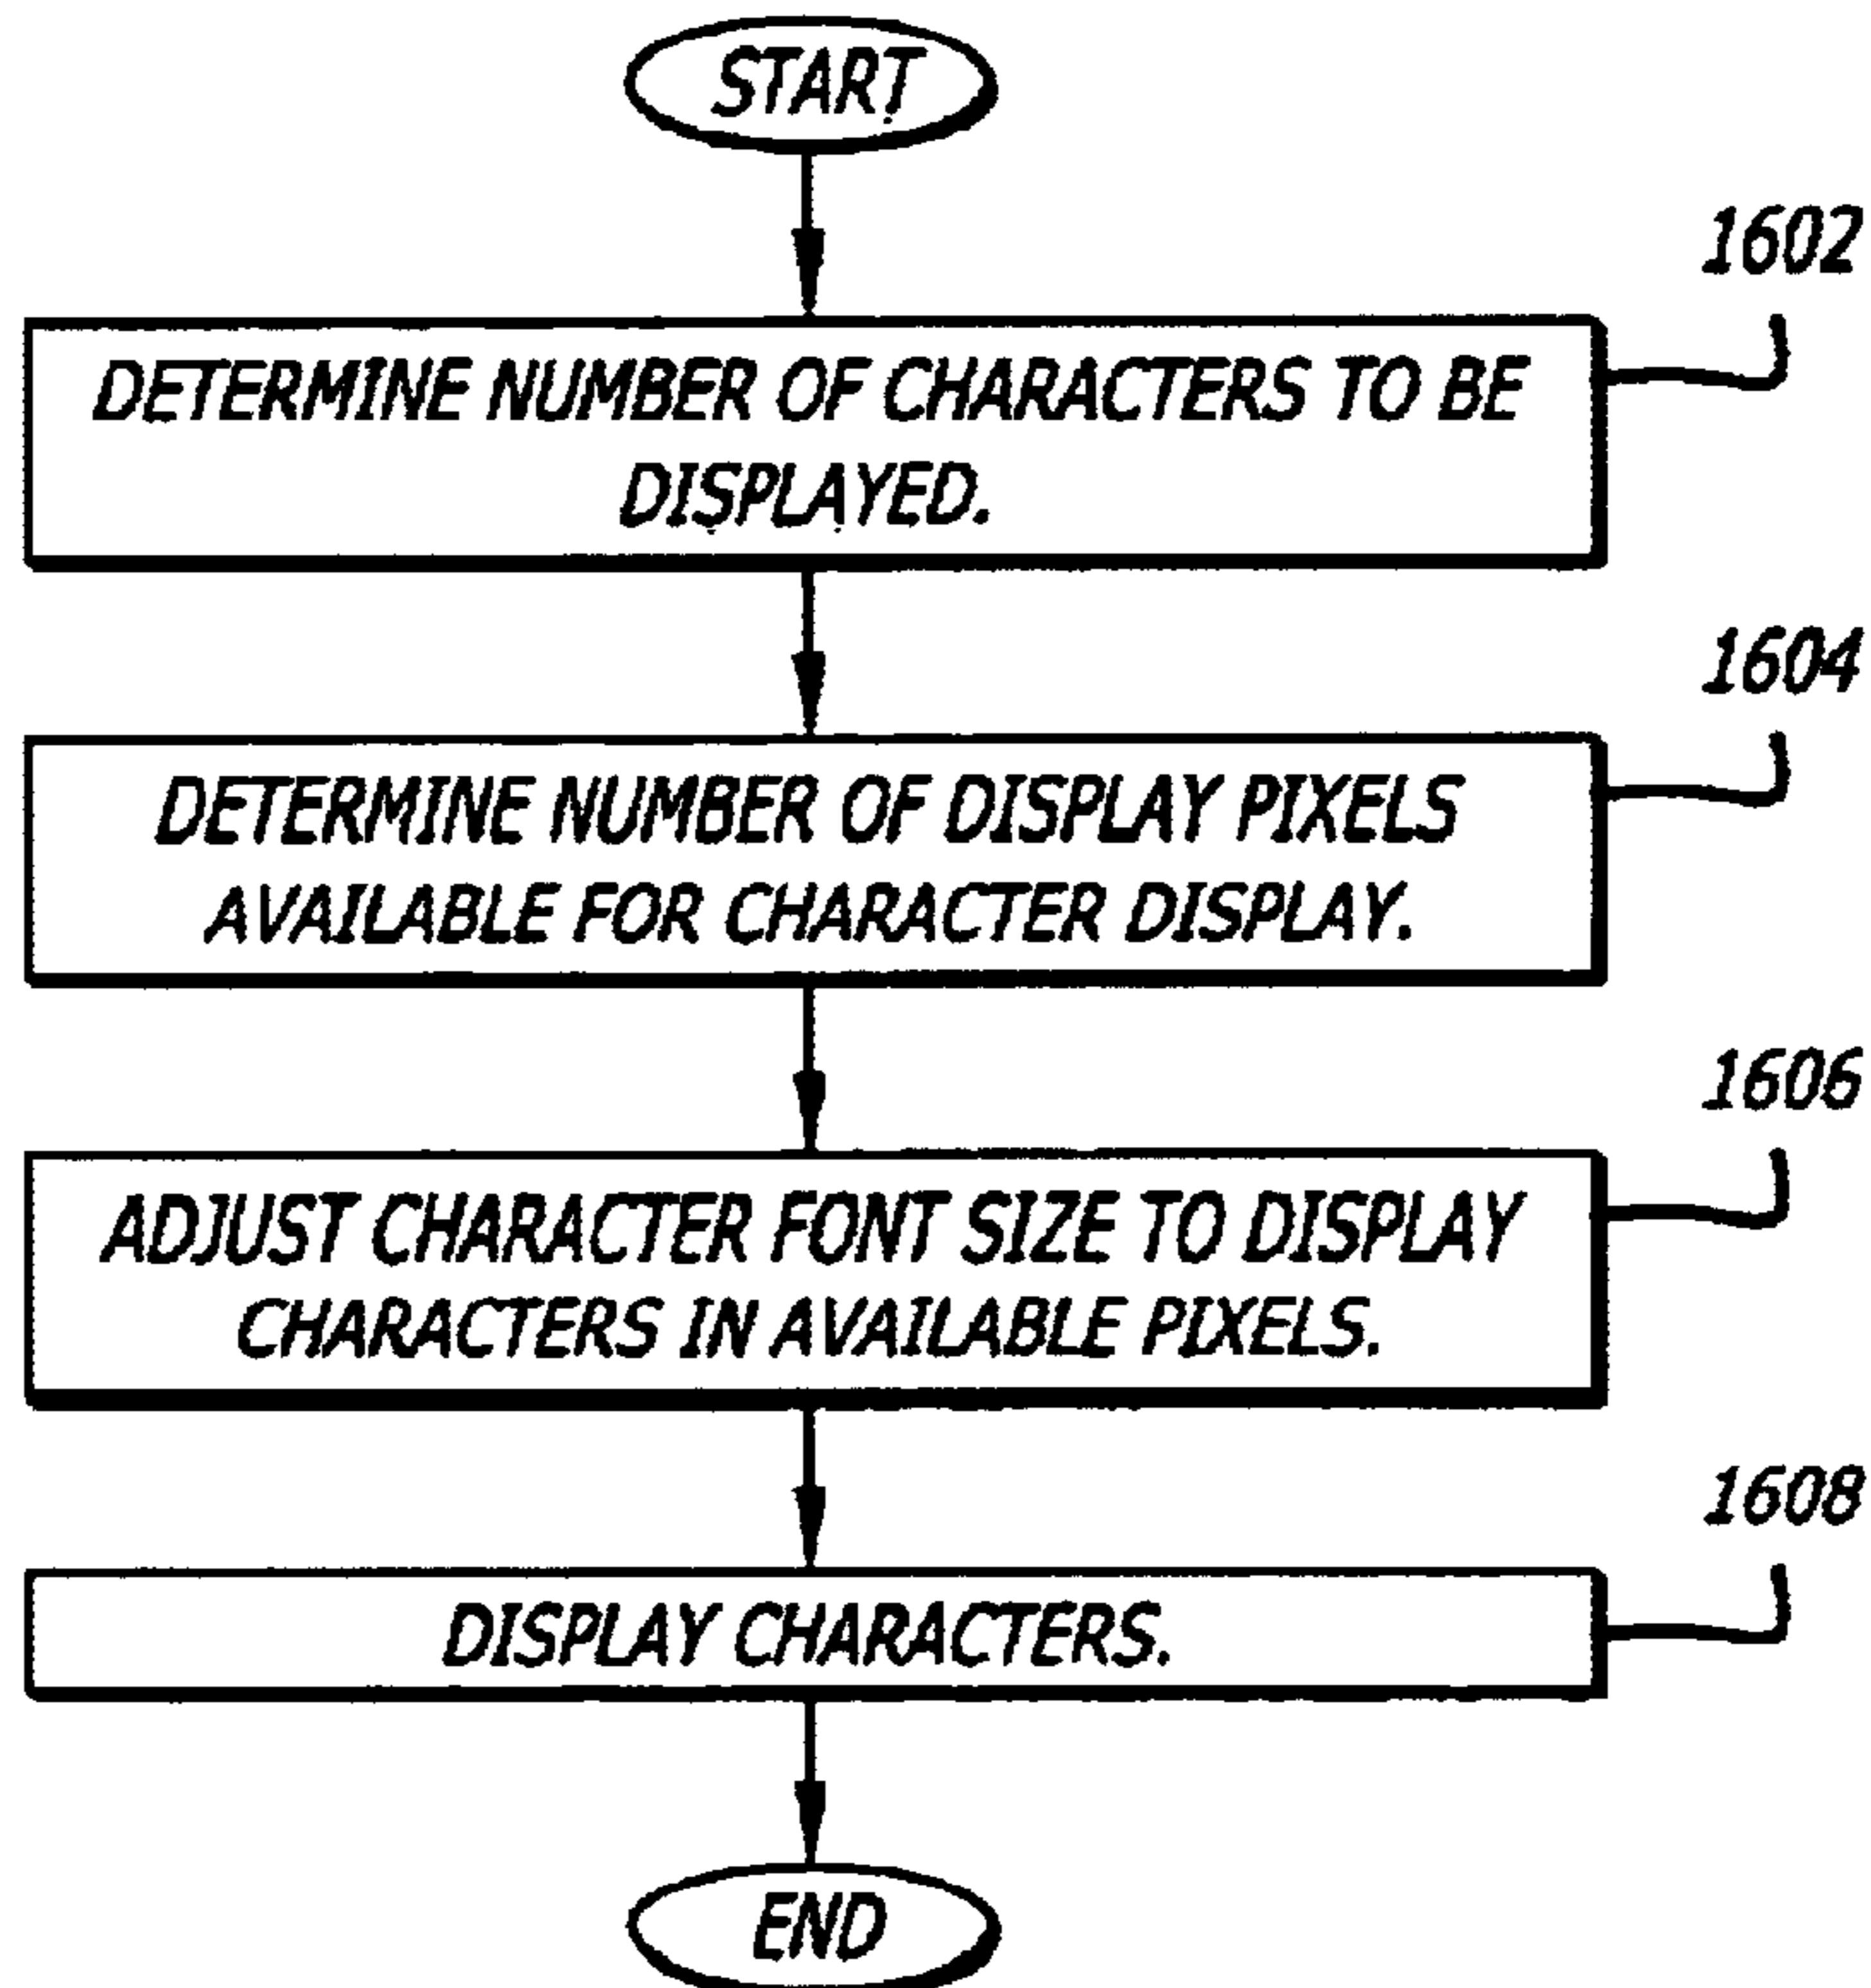 START
1602
DETERMINE NUMBER OF CHARACTERS TO BE
DISPLAYED.
1604
DETERMINE NUMBER OF DISPLAY PIXELS
AVAILABLE FOR CHARACTER DISPLAY.
1606
ADJUST CHARACTER FONT SIZE TO DISPLAY
CHARACTERS IN AVAILABLE PIXELS.
1608
DISPLAY CHARACTERS.
END